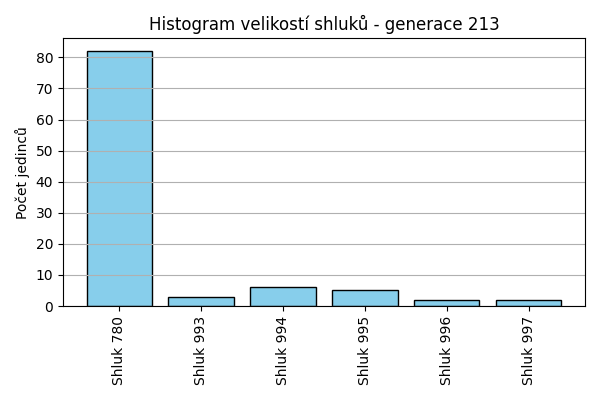 Histogram velikostí shluků - generace 213
Počet jedinců
80
70
60
50
40
30
20
10
0
Shluk 780
Shluk 993
Shluk 994
Shluk 995
Shluk 996
Shluk 997